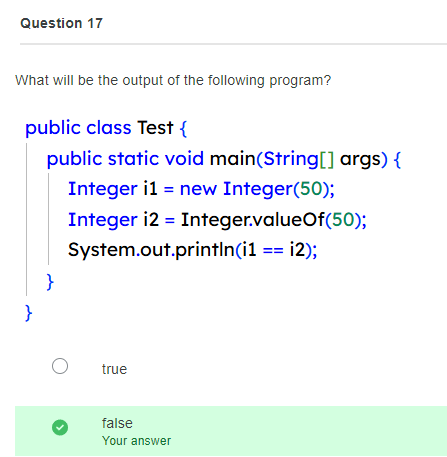 Question 17
What will be the output of the following program?
public class Test {
public static void main(String[] args) {
Integer i1 = new Integer(50);
Integer i2 = Integer.valueOf(50);
System.out.println(i1 == i2);
}
}
true
false
Your answer